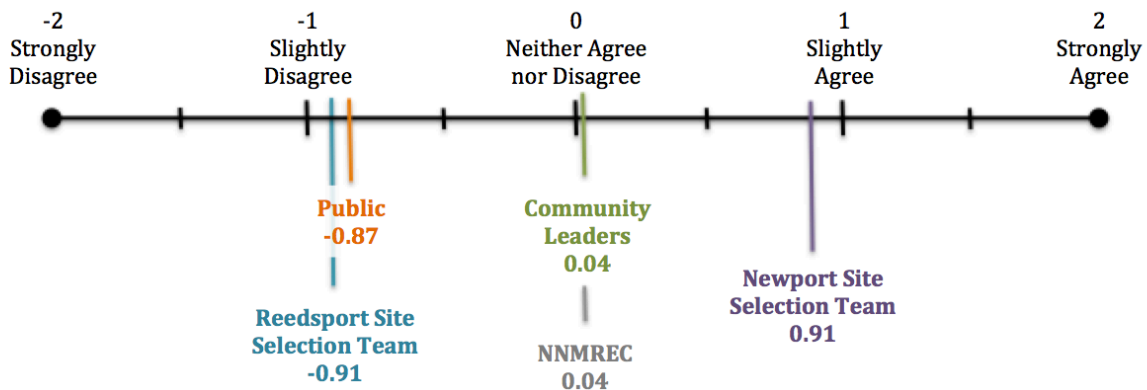 -2
Strongly
Disagree
-1
Slightly
Disagree
0
Neither Agree
nor Disagree
1
Slightly
Agree
2
Strongly
Agree
Public
-0.87
Community
Leaders
0.04
Newport Site
Selection Team
0.91
Reedsport Site
Selection Team
-0.91
NNMREC
0.04